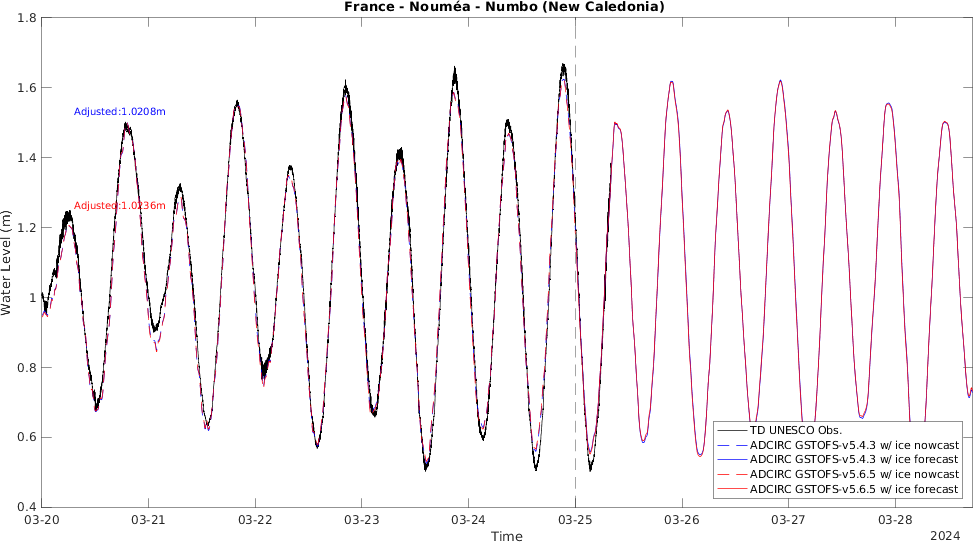 France - Nouméa - Numbo (New Caledonia)
1.8
1.6
1.4
1.2
1
0.8
0.6
0.4
Water Level (m)
Adjusted:1.0208m
Adjusted:1.0236m
TD UNESCO Obs.
ADCIRC GSTOFS-v5.4.3 w/ ice nowcast
ADCIRC GSTOFS-v5.4.3 w/ ice forecast
ADCIRC GSTOFS-v5.6.5 w/ ice nowcast
ADCIRC GSTOFS-v5.6.5 w/ ice forecast
03-20 03-21 03-22 03-23 03-24 03-25 03-26 03-27 03-28
Time
2024